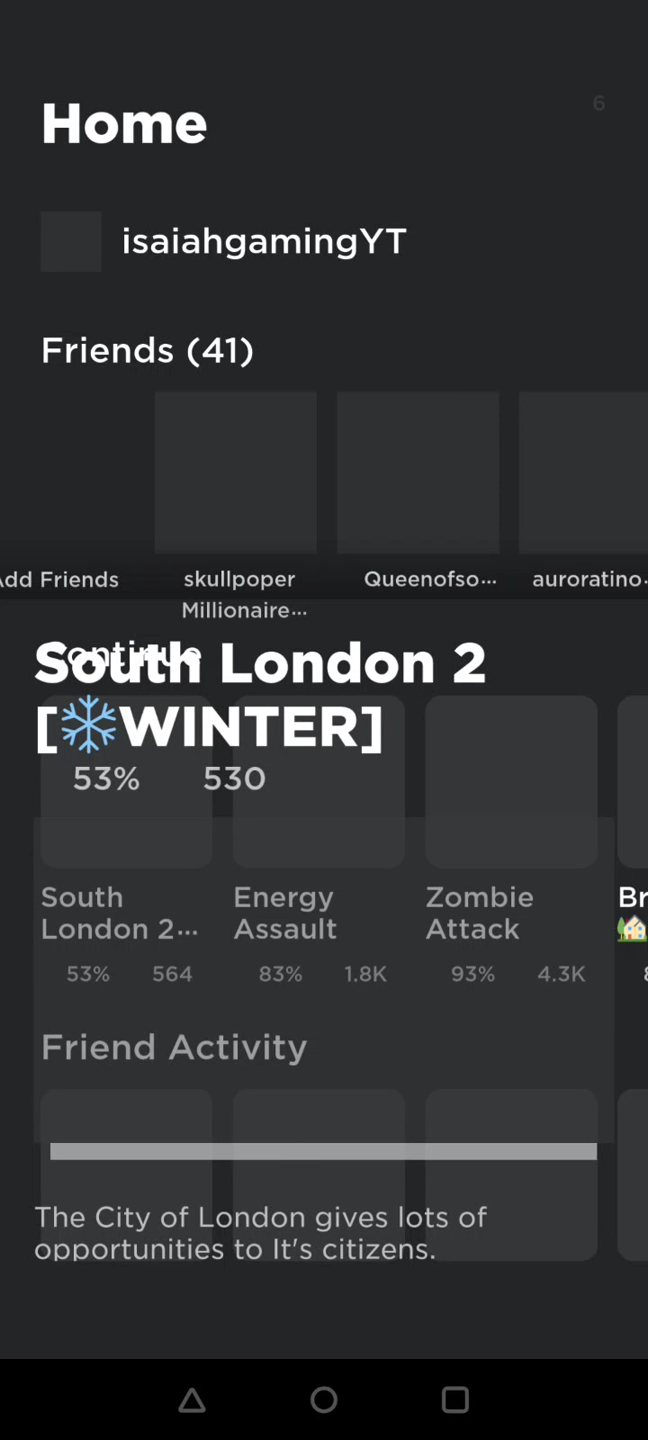 Home
6
isaiahgamingYT
Friends (41)
dd Friends
skullpoper
Queenofso...
auroratino.
Millionaire...
Continue
South London 2
[❄️WINTER]
53% 530
South
London 2...
Energy
Assault
Zombie
Attack
Br
🏡
53% 564
83% 1.8K
93% 4.3K
Friend Activity
The City of London gives lots of
opportunities to It's citizens.